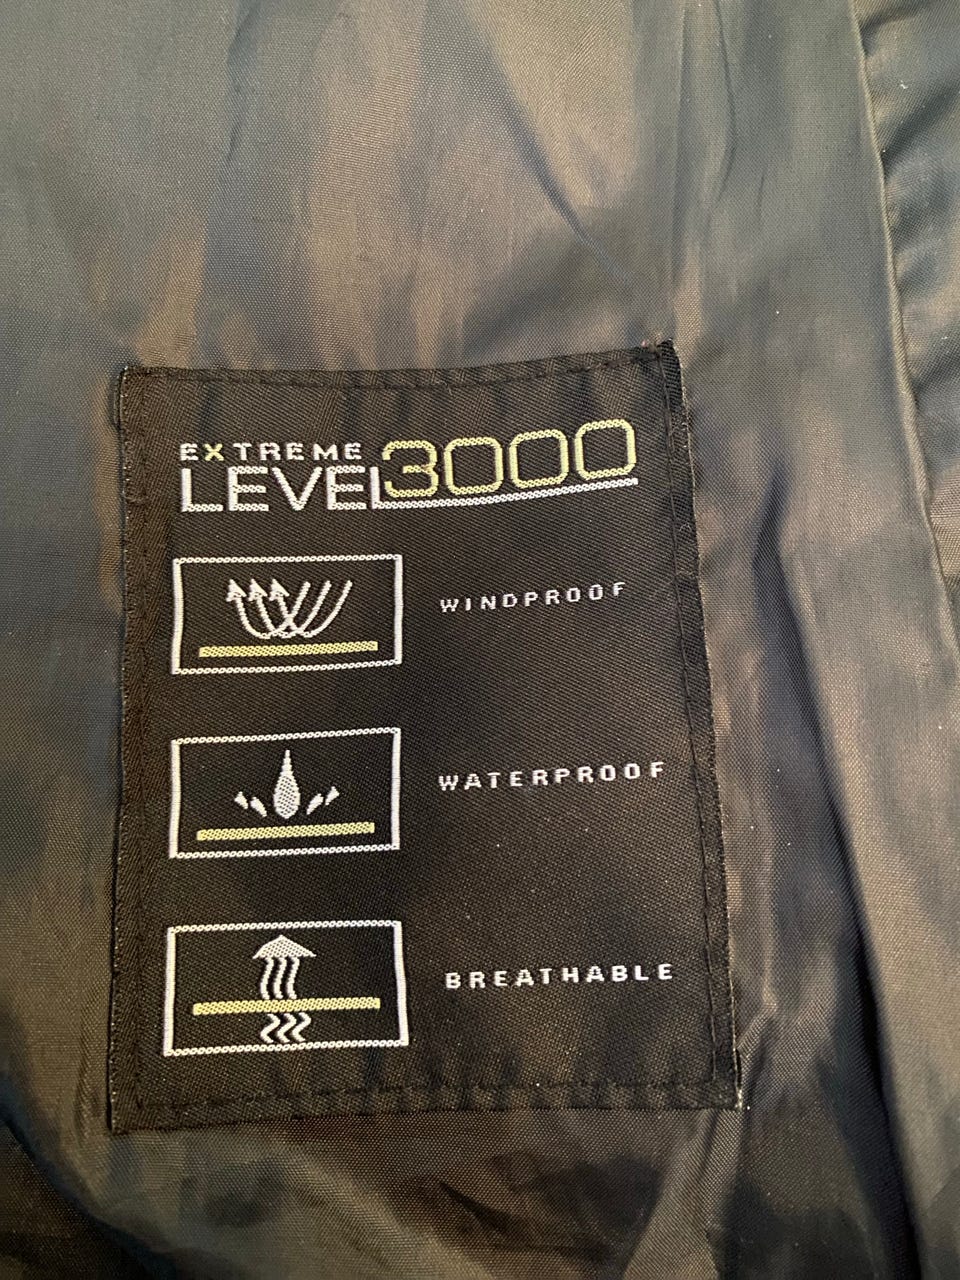 EXTREME
LEVEL3000
WINDPROOF
WATERPROOF
BREATHABLE